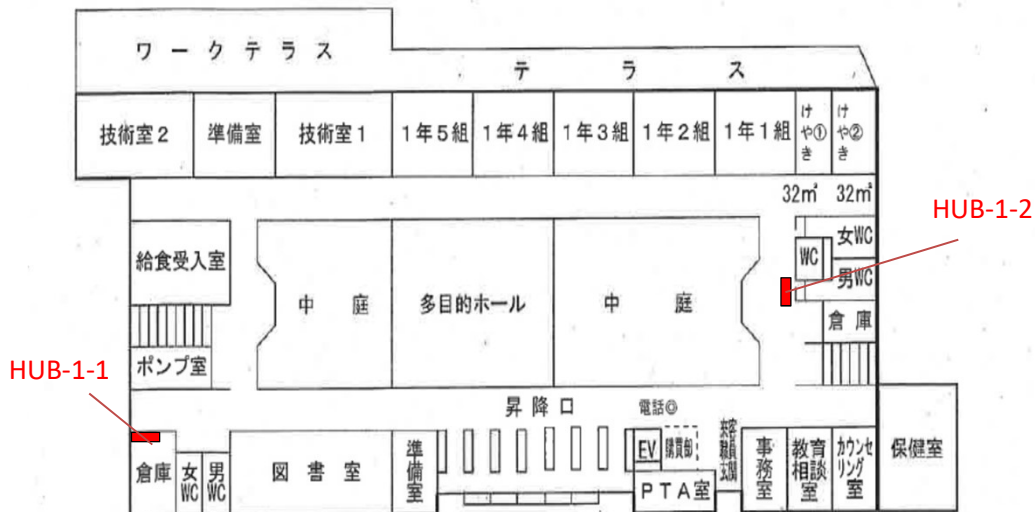 ワークテラス
テラス
技術室2
準備室
技術室1
1年5組
1年4組
1年3組
1年2組
1年1組
けやき①
けやき②
32㎡
32㎡
HUB-1-2
給食受入室
女WC
WC
男WC
中庭
多目的ホール
中庭
倉庫
ポンプ室
HUB-1-1
昇降口
電話◎
倉庫
女WC
男WC
図書室
準備室
EV
購買部
PTA室
事務室
教育相談室
カウンセリング室
保健室